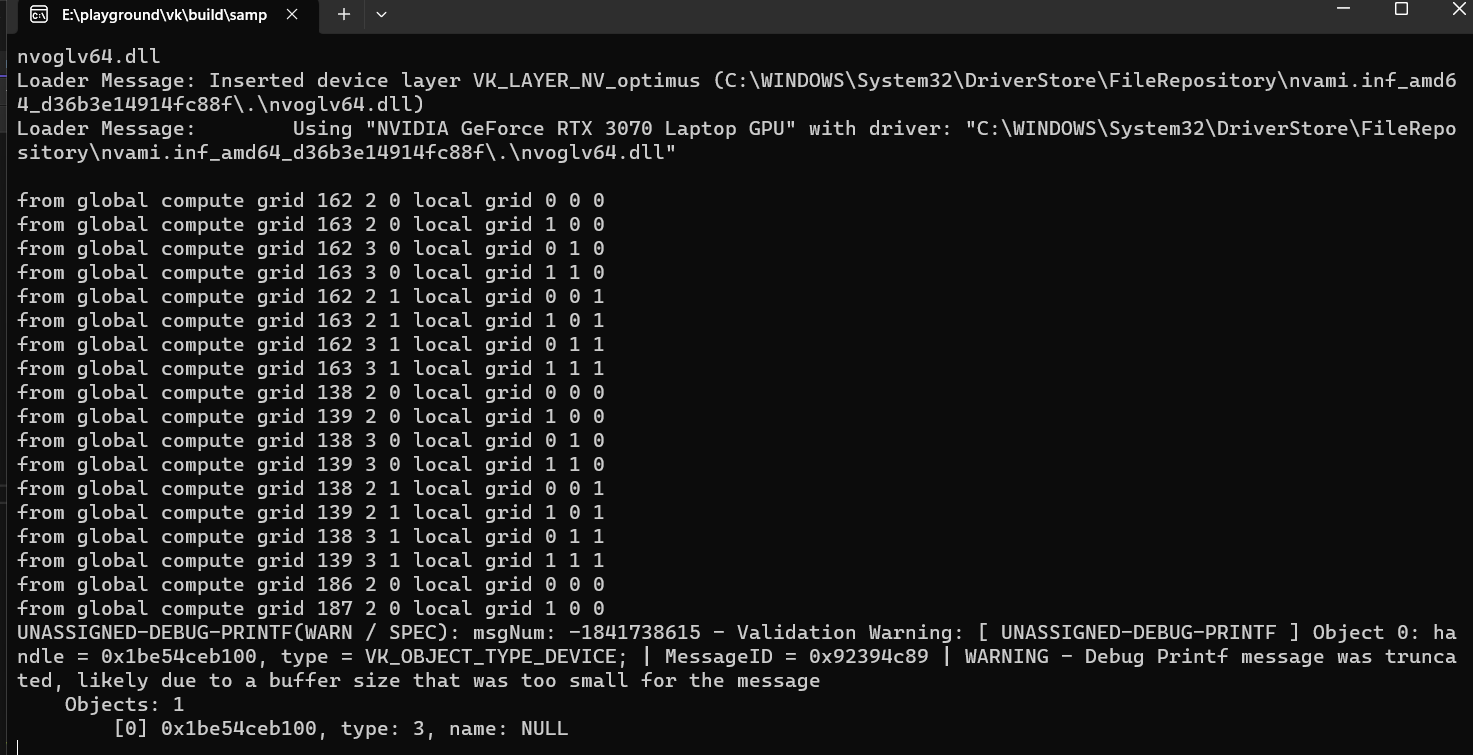 E:\playground\vk\build\samp
nvoglv64.dll
Loader Message: Inserted device layer VK_LAYER_NV_optimus (C:\WINDOWS\System32\DriverStore\FileRepository\nvami.inf_amd6
4_d36b3e14914fc88f\.\nvoglv64.dll)
Loader Message:        Using "NVIDIA GeForce RTX 3070 Laptop GPU" with driver: "C:\WINDOWS\System32\DriverStore\FileRepo
sitory\nvami.inf_amd64_d36b3e14914fc88f\.\nvoglv64.dll"
from global compute grid 162 2 0 local grid 0 0 0
from global compute grid 163 2 0 local grid 1 0 0
from global compute grid 162 3 0 local grid 0 1 0
from global compute grid 163 3 0 local grid 1 1 0
from global compute grid 162 2 1 local grid 0 0 1
from global compute grid 163 2 1 local grid 1 0 1
from global compute grid 162 3 1 local grid 0 1 1
from global compute grid 163 3 1 local grid 1 1 1
from global compute grid 138 2 0 local grid 0 0 0
from global compute grid 139 2 0 local grid 1 0 0
from global compute grid 138 3 0 local grid 0 1 0
from global compute grid 139 3 0 local grid 1 1 0
from global compute grid 138 2 1 local grid 0 0 1
from global compute grid 139 2 1 local grid 1 0 1
from global compute grid 138 3 1 local grid 0 1 1
from global compute grid 139 3 1 local grid 1 1 1
from global compute grid 186 2 0 local grid 0 0 0
from global compute grid 187 2 0 local grid 1 0 0
UNASSIGNED-DEBUG-PRINTF(WARN / SPEC): msgNum: -1841738615 - Validation Warning: [ UNASSIGNED-DEBUG-PRINTF ] Object 0: ha
ndle = 0x1be54ceb100, type = VK_OBJECT_TYPE_DEVICE; | MessageID = 0x92394c89 | WARNING - Debug Printf message was trunca
ted, likely due to a buffer size that was too small for the message
    Objects: 1
        [0] 0x1be54ceb100, type: 3, name: NULL